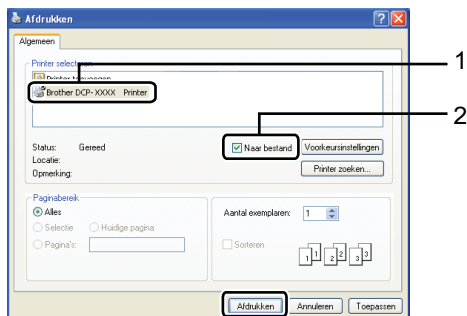 Afdrukken
Algemeen
Printer selecteren
Printer toevoegen
Brother DCP-XXXX Printer
1
2
Status: Gereed
Locatie:
Opmerking:
Naar bestand
Voorkeursinstellingen
Printer zoeken...
Paginabereik
Alles
Selectie
Huidige pagina
Pagina's:
Aantal exemplaren: 1
Sorteren
1 1 2 2 3 3
Afdrukken Annuleren Toepassen